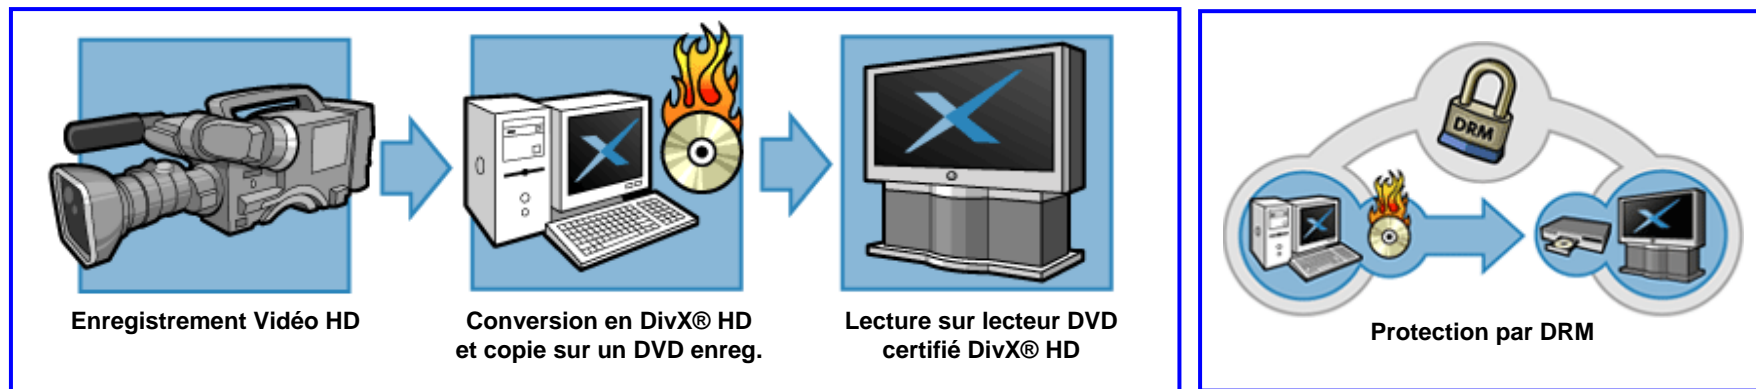 Enregistrement Vidéo HD
Conversion en DivX® HD
et copie sur un DVD enreg.
Lecture sur lecteur DVD
certifié DivX® HD
DRM
Protection par DRM